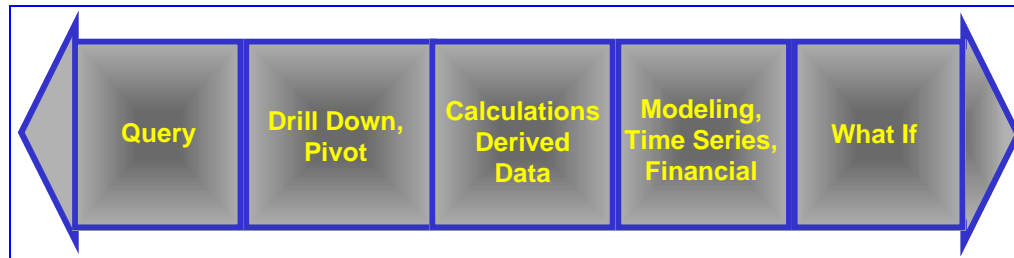 Query
Drill Down,
Pivot
Calculations
Derived
Data
Modeling,
Time Series,
Financial
What If